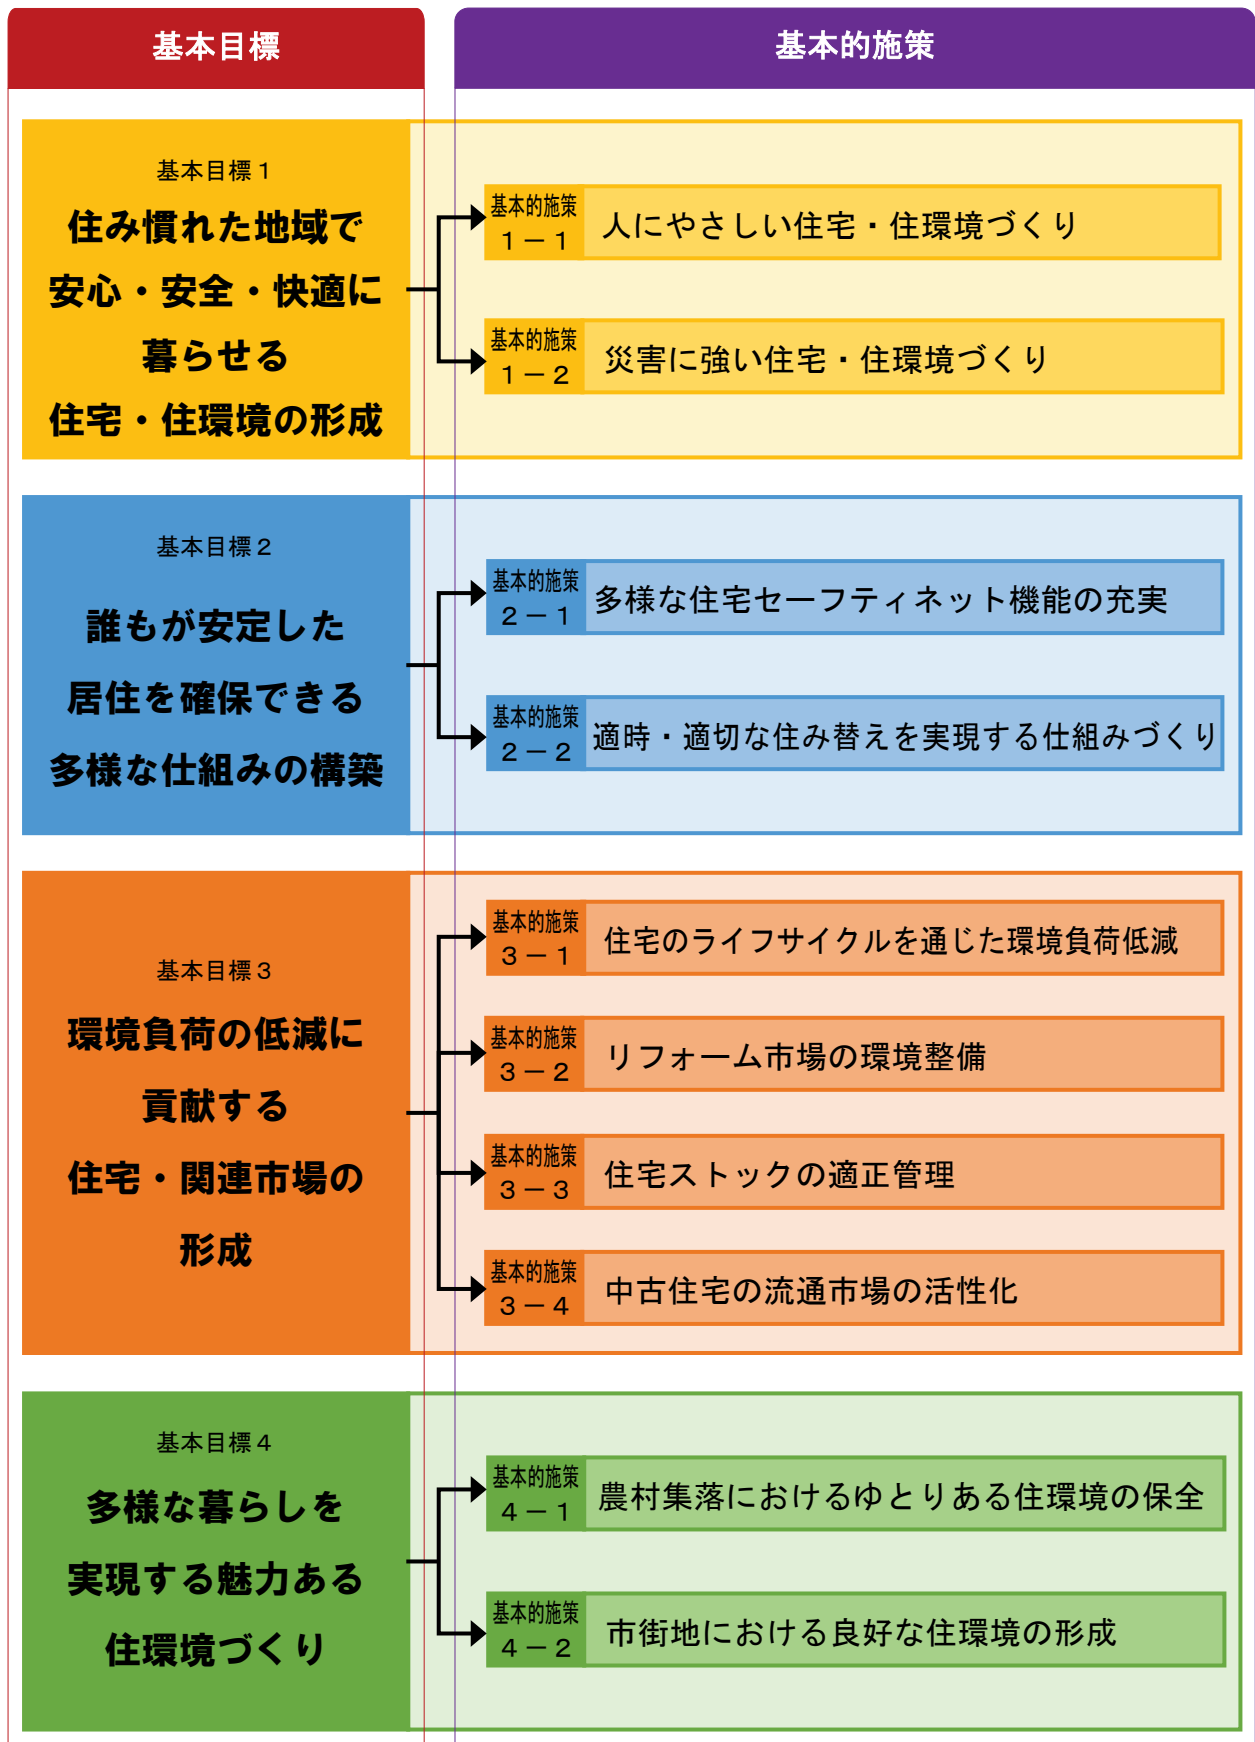 基本目標
基本的施策
基本目標1
住み慣れた地域で
安心・安全・快適に
暮らせる
住宅・住環境の形成
基本的施策
1－1
人にやさしい住宅・住環境づくり
基本的施策
1－2
災害に強い住宅・住環境づくり
基本目標2
誰もが安定した
居住を確保できる
多様な仕組みの構築
基本的施策
2－1
多様な住宅セーフティネット機能の充実
基本的施策
2－2
適時・適切な住み替えを実現する仕組みづくり
基本目標3
環境負荷の低減に
貢献する
住宅・関連市場の
形成
基本的施策
3－1
住宅のライフサイクルを通じた環境負荷低減
基本的施策
3－2
リフォーム市場の環境整備
基本的施策
3－3
住宅ストックの適正管理
基本的施策
3－4
中古住宅の流通市場の活性化
基本目標4
多様な暮らしを
実現する魅力ある
住環境づくり
基本的施策
4－1
農村集落におけるゆとりある住環境の保全
基本的施策
4－2
市街地における良好な住環境の形成